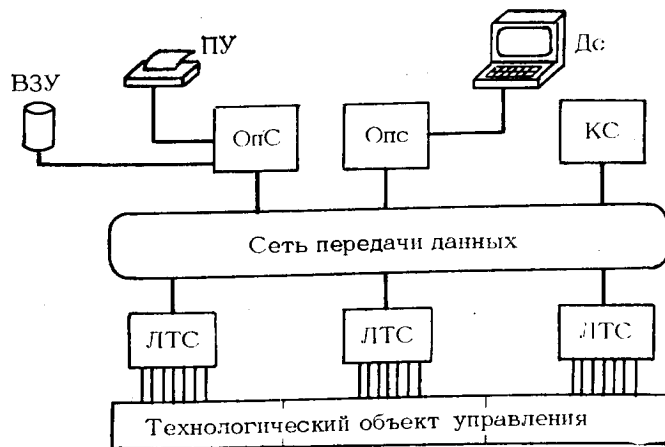 ПУ
Дс
ВЗУ
ОпС
Опс
КС
Сеть передачи данных
ЛТС
ЛТС
ЛТС
Технологический объект управления